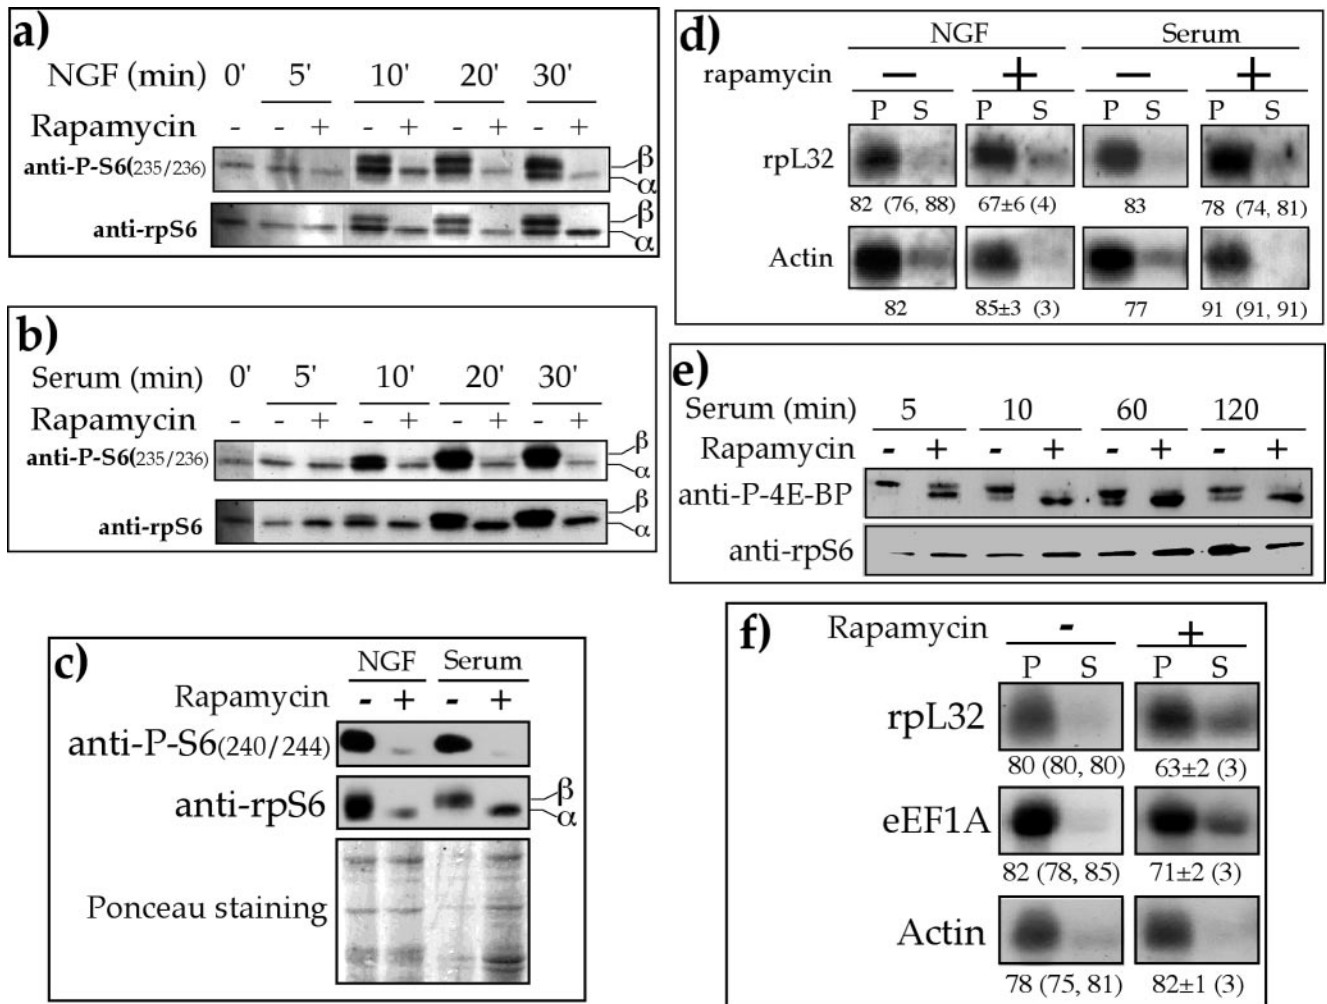 a)
NGF (min) 0' 5' 10' 20' 30'
Rapamycin - - + - + - + - +
anti-P-S6(235/236) β
α
anti-rpS6 β
α
b)
Serum (min) 0' 5' 10' 20' 30'
Rapamycin - - + - + - + - +
anti-P-S6(235/236) β
α
anti-rpS6 β
α
c)
NGF Serum
Rapamycin - + - +
anti-P-S6(240/244)
anti-rpS6 β
α
Ponceau staining
d)
NGF Serum
rapamycin − + − +
P S P S P S P S
rpL32
82 (76, 88) 67±6 (4) 83 78 (74, 81)
Actin
82 85±3 (3) 77 91 (91, 91)
e)
Serum (min) 5 10 60 120
Rapamycin - + - + - + - +
anti-P-4E-BP
anti-rpS6
f)
Rapamycin - +
P S P S
rpL32
80 (80, 80) 63±2 (3)
eEF1A
82 (78, 85) 71±2 (3)
Actin
78 (75, 81) 82±1 (3)